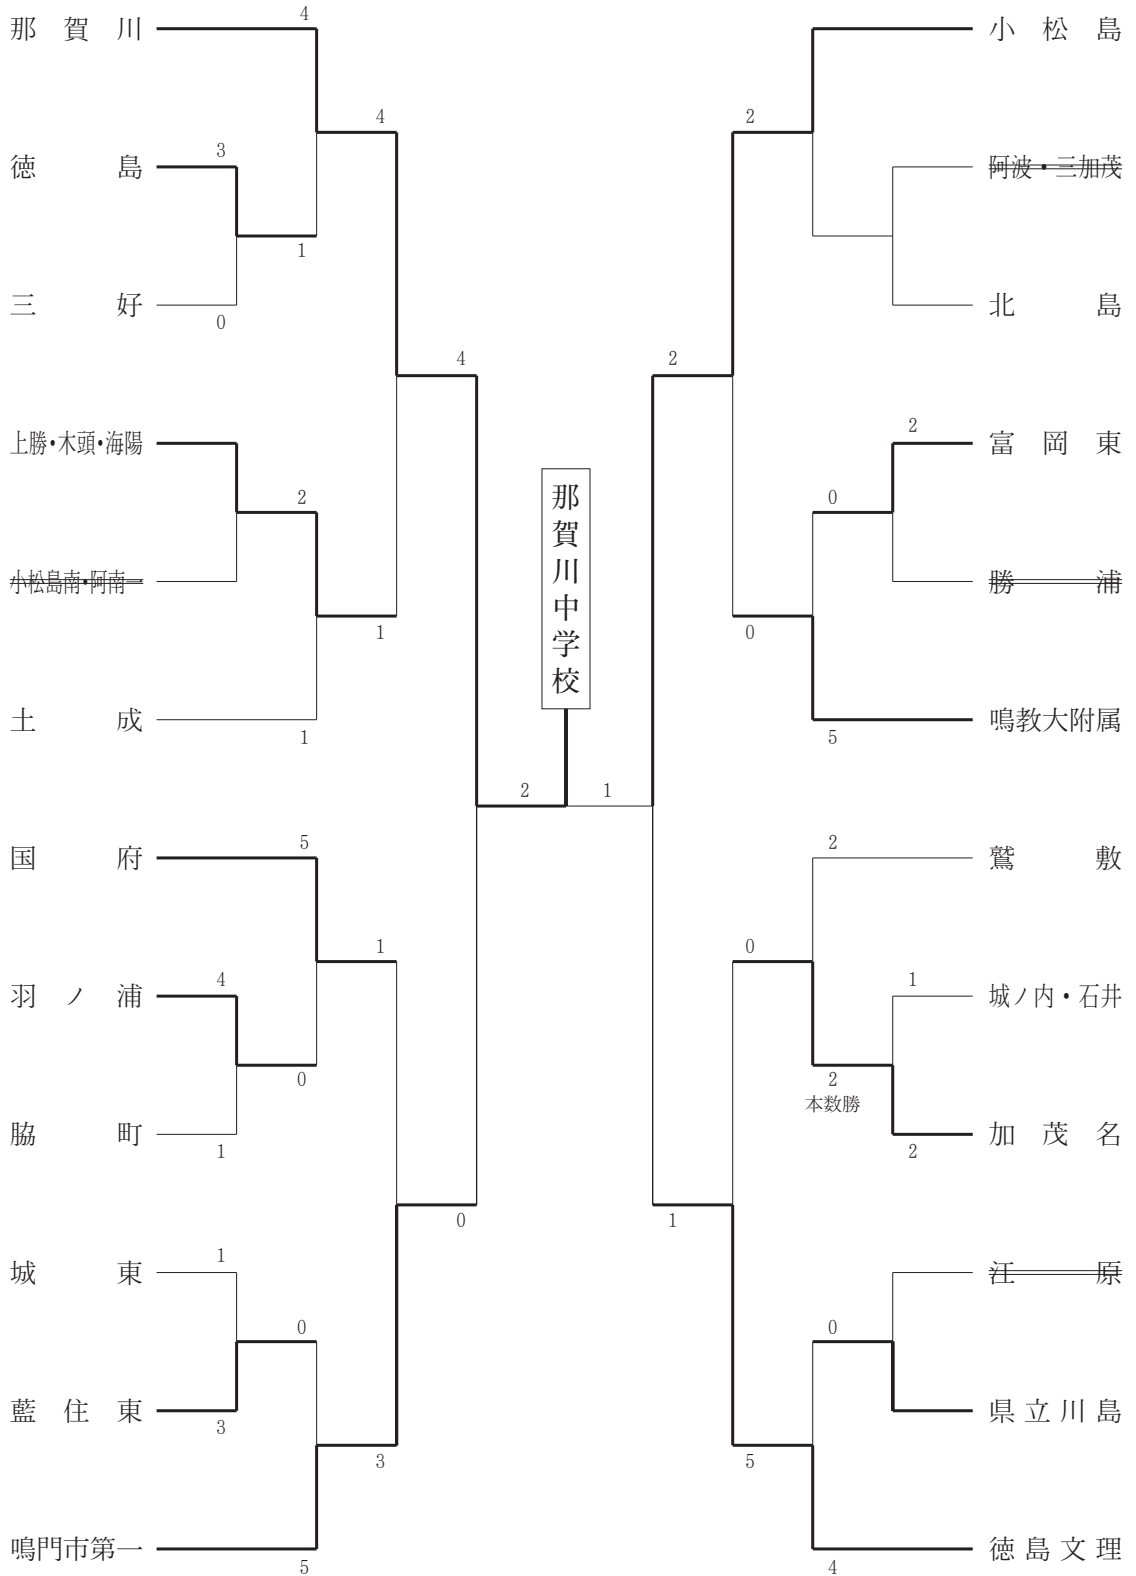 那賀川
4
4
徳島
3
1
三好
0
4
上勝・木頭・海陽
2
小松島南・阿南一
1
土成
1
国府
5
1
羽ノ浦
4
0
脇町
1
0
城東
1
0
藍住東
3
3
鳴門市第一
5
那賀川中学校
2
1
小松島
2
阿波・三加茂
北島
2
富岡東
2
0
勝浦
0
鳴教大附属
5
鷲敷
2
0
城ノ内・石井
1
2
本数勝
加茂名
2
1
江原
0
県立川島
5
徳島文理
4